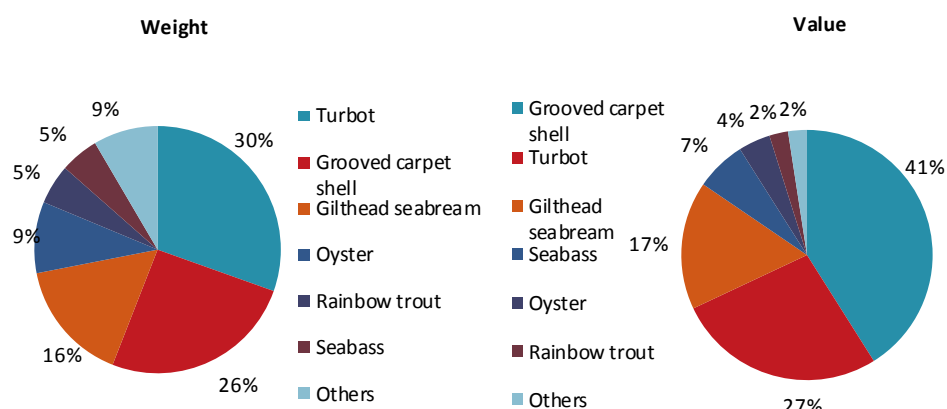 Weight
30%
26%
16%
9%
5%
5%
9%
Turbot
Grooved carpet
shell
Gilthead seabream
Oyster
Rainbow trout
Seabass
Others
Value
41%
27%
17%
7%
4%
2%
2%
Grooved carpet
shell
Turbot
Gilthead
seabream
Seabass
Oyster
Rainbow trout
Others